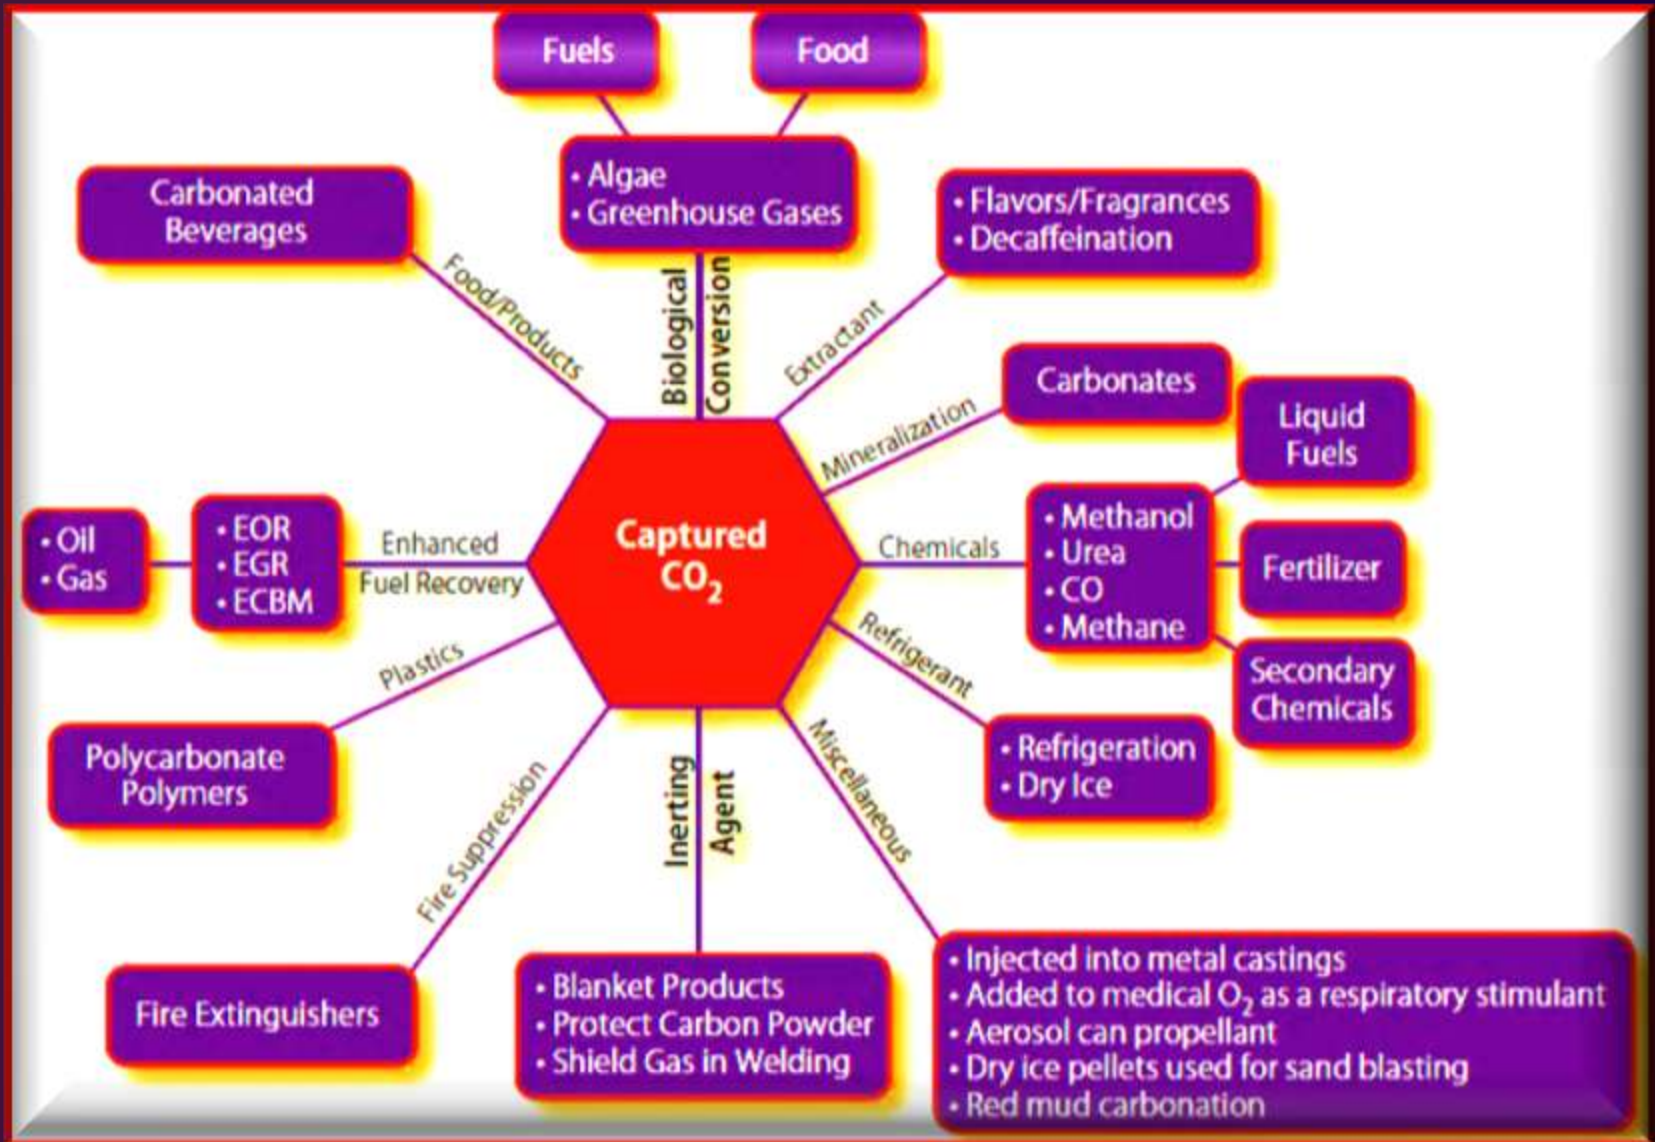 Fuels
Food
• Algae
• Greenhouse Gases
Carbonated
Beverages
• Flavors/Fragrances
• Decaffeination
Food/Products
Biological
Conversion
Extractant
Mineralization
Carbonates
Liquid
Fuels
• Oil
• Gas
• EOR
• EGR
• ECBM
Enhanced
Fuel Recovery
Captured
CO₂
Chemicals
• Methanol
• Urea
• CO
• Methane
Fertilizer
Secondary
Chemicals
Plastics
Polycarbonate
Polymers
Refrigerant
• Refrigeration
• Dry Ice
Fire Suppression
Fire Extinguishers
Inerting
Agent
• Blanket Products
• Protect Carbon Powder
• Shield Gas in Welding
Miscellaneous
• Injected into metal castings
• Added to medical O₂ as a respiratory stimulant
• Aerosol can propellant
• Dry ice pellets used for sand blasting
• Red mud carbonation